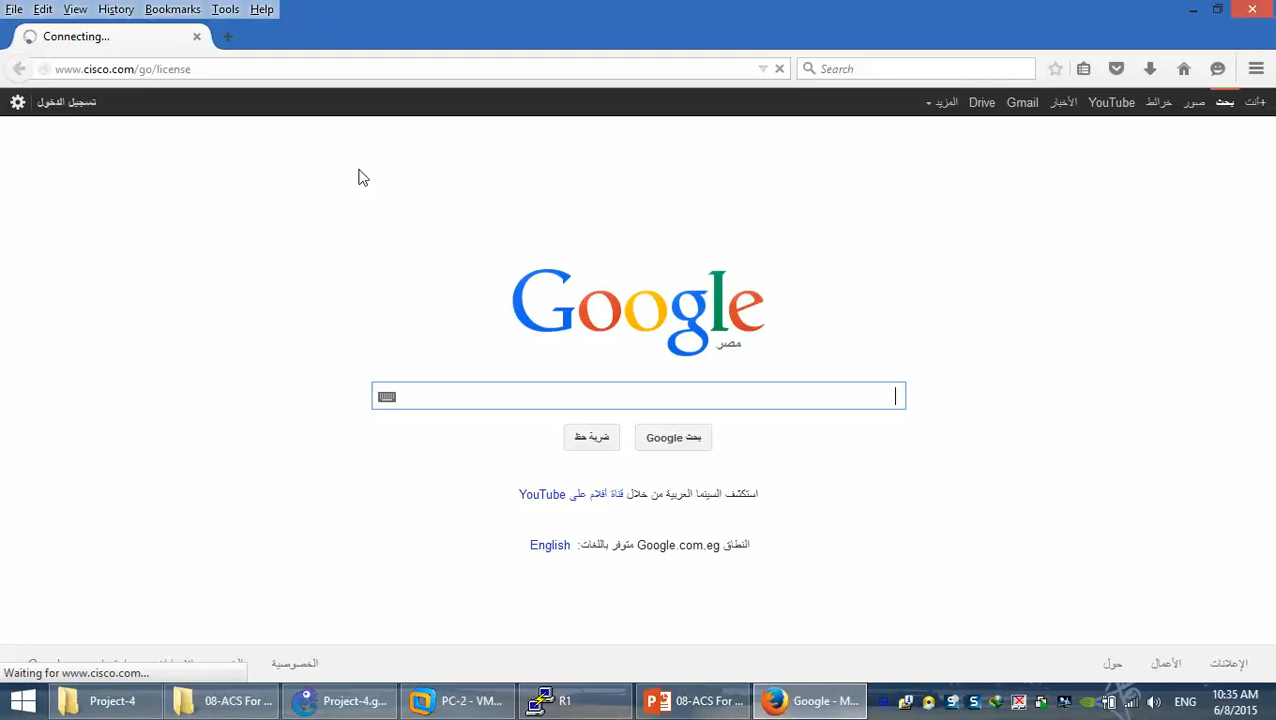 File Edit View History Bookmarks Tools Help
Connecting...
www.cisco.com/go/license
Search
تسجيل الدخول
+أنت بحث صور خرائط YouTube الأخبار Gmail Drive المزيد
Google
مصر
بحث Google ضربة حظ
استكشف السينما العربية من خلال قناة أفلام على YouTube
النطاق Google.com.eg متوفر باللغات: English
الإعلانات الأعمال حول الخصوصية
Waiting for www.cisco.com...
Project-4 08-ACS For ... Project-4.g... PC-2 - VM... R1 08-ACS For ... Google - M... ENG 10:35 AM
6/8/2015